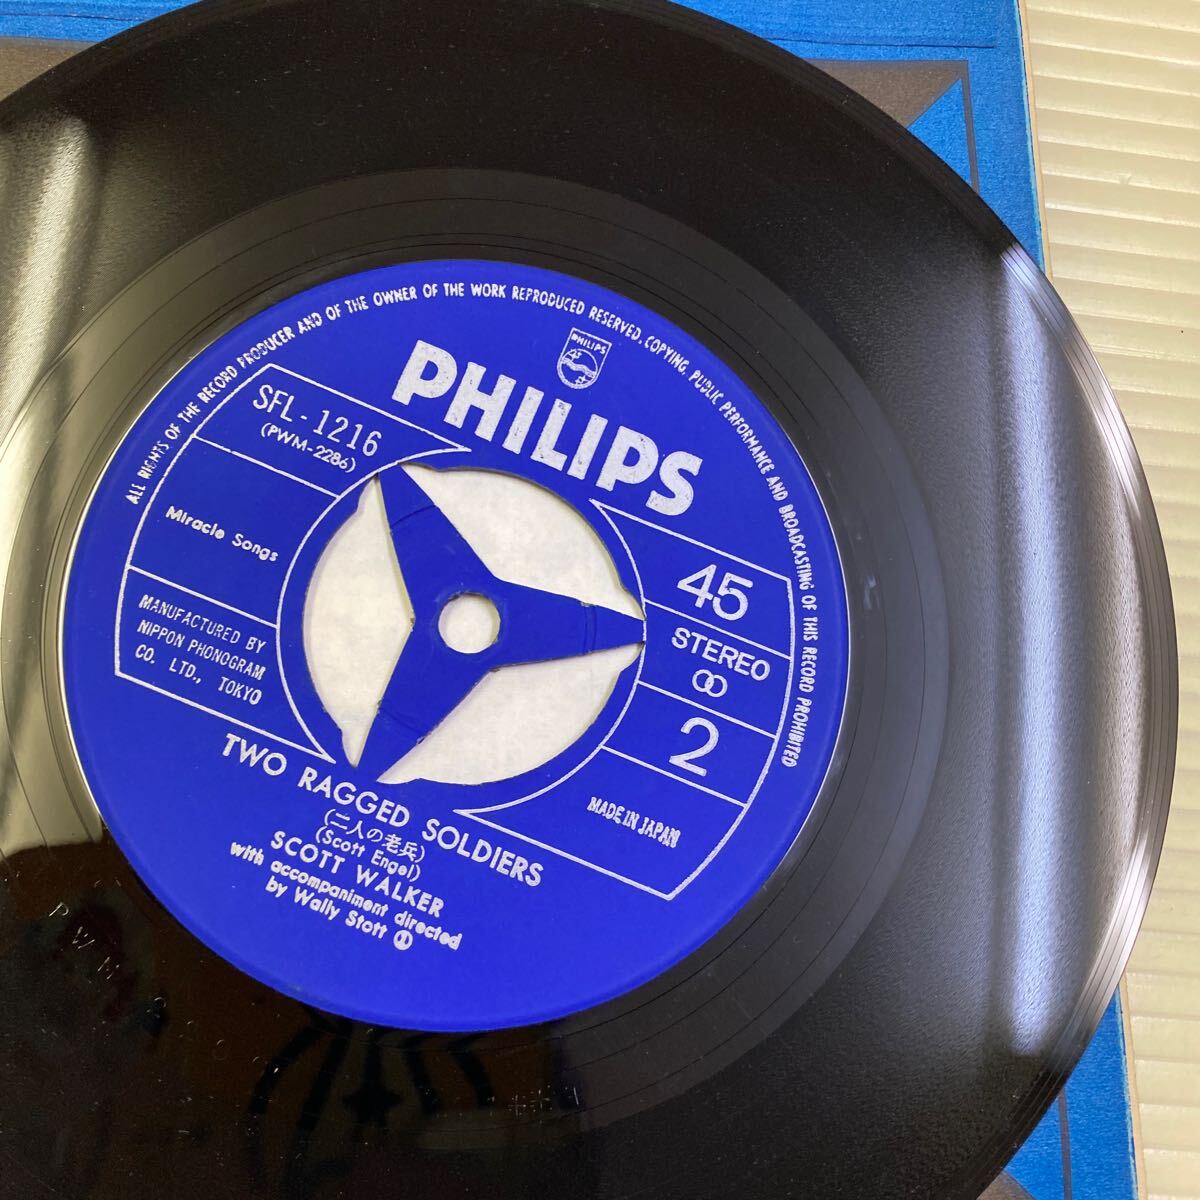 ALL RIGHTS OF THE RECORD PRODUCER AND OF THE OWNER OF THE WORK REPRODUCED RESERVED. COPYING, PUBLIC PERFORMANCE AND BROADCASTING OF THIS RECORD PROHIBITED
PHILIPS
PHILIPS
SFL-1216
(PWM-2286)
Miracle Songs
MANUFACTURED BY
NIPPON PHONOGRAM
CO. LTD., TOKYO
45
STEREO
2
MADE IN JAPAN
TWO RAGGED SOLDIERS
(二人の老兵)
(Scott Engel)
SCOTT WALKER
with accompaniment directed
by Wally Stott